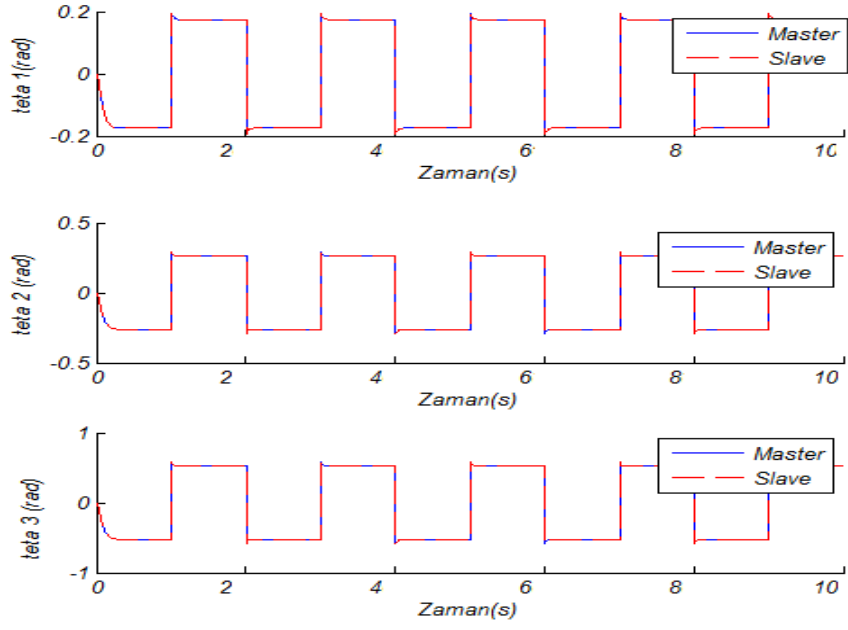 0.2
0
-0.2
teta 1(rad)
Master
Slave
0 2 4 6 8 10
Zaman(s)
0.5
0
-0.5
teta 2 (rad)
Master
Slave
0 2 4 6 8 10
Zaman(s)
1
0
-1
teta 3 (rad)
Master
Slave
0 2 4 6 8 10
Zaman(s)